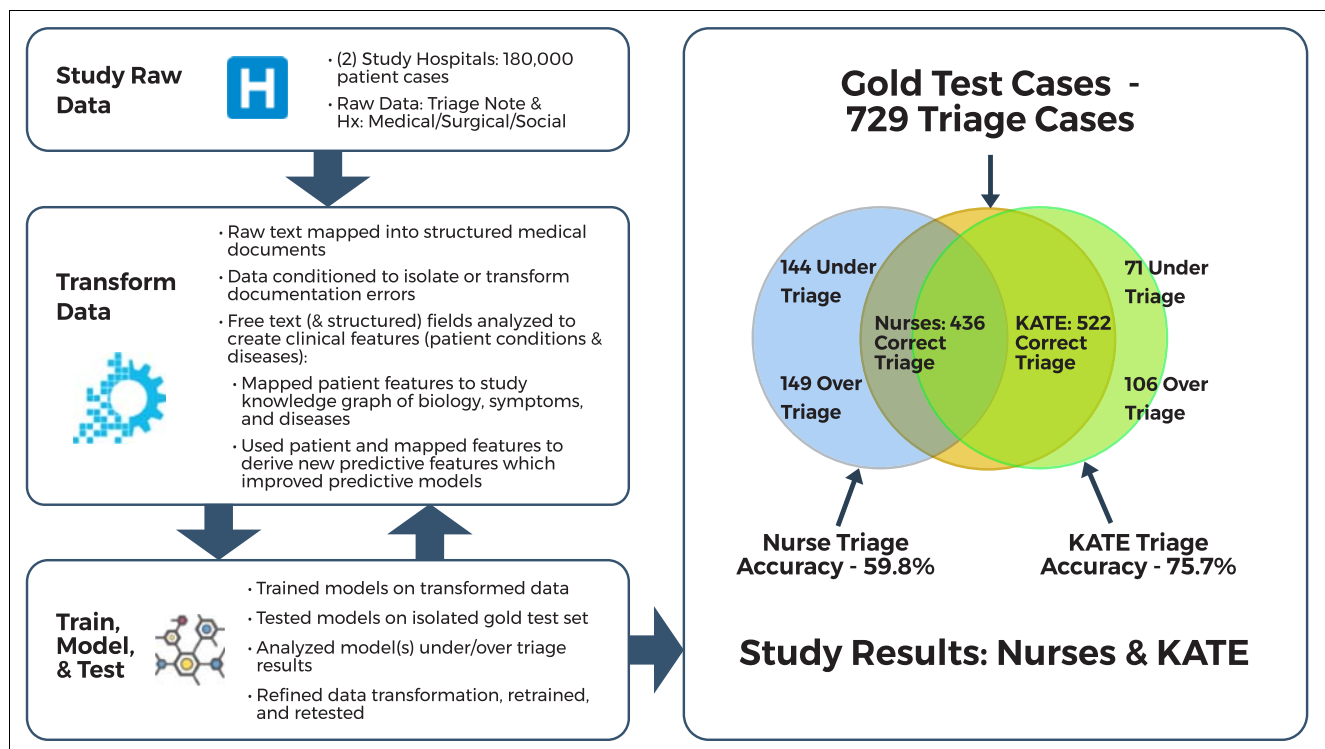 Study Raw
Data
H
• (2) Study Hospitals: 180,000
patient cases
• Raw Data: Triage Note &
Hx: Medical/Surgical/Social
Transform
Data
• Raw text mapped into structured medical
documents
• Data conditioned to isolate or transform
documentation errors
• Free text (& structured) fields analyzed to
create clinical features (patient conditions &
diseases):
• Mapped patient features to study
knowledge graph of biology, symptoms,
and diseases
• Used patient and mapped features to
derive new predictive features which
improved predictive models
Train,
Model,
& Test
• Trained models on transformed data
• Tested models on isolated gold test set
• Analyzed model(s) under/over triage
results
• Refined data transformation, retrained,
and retested
Gold Test Cases -
729 Triage Cases
144 Under
Triage
149 Over
Triage
Nurses: 436
Correct
Triage
KATE: 522
Correct
Triage
71 Under
Triage
106 Over
Triage
Nurse Triage
Accuracy - 59.8%
KATE Triage
Accuracy - 75.7%
Study Results: Nurses & KATE